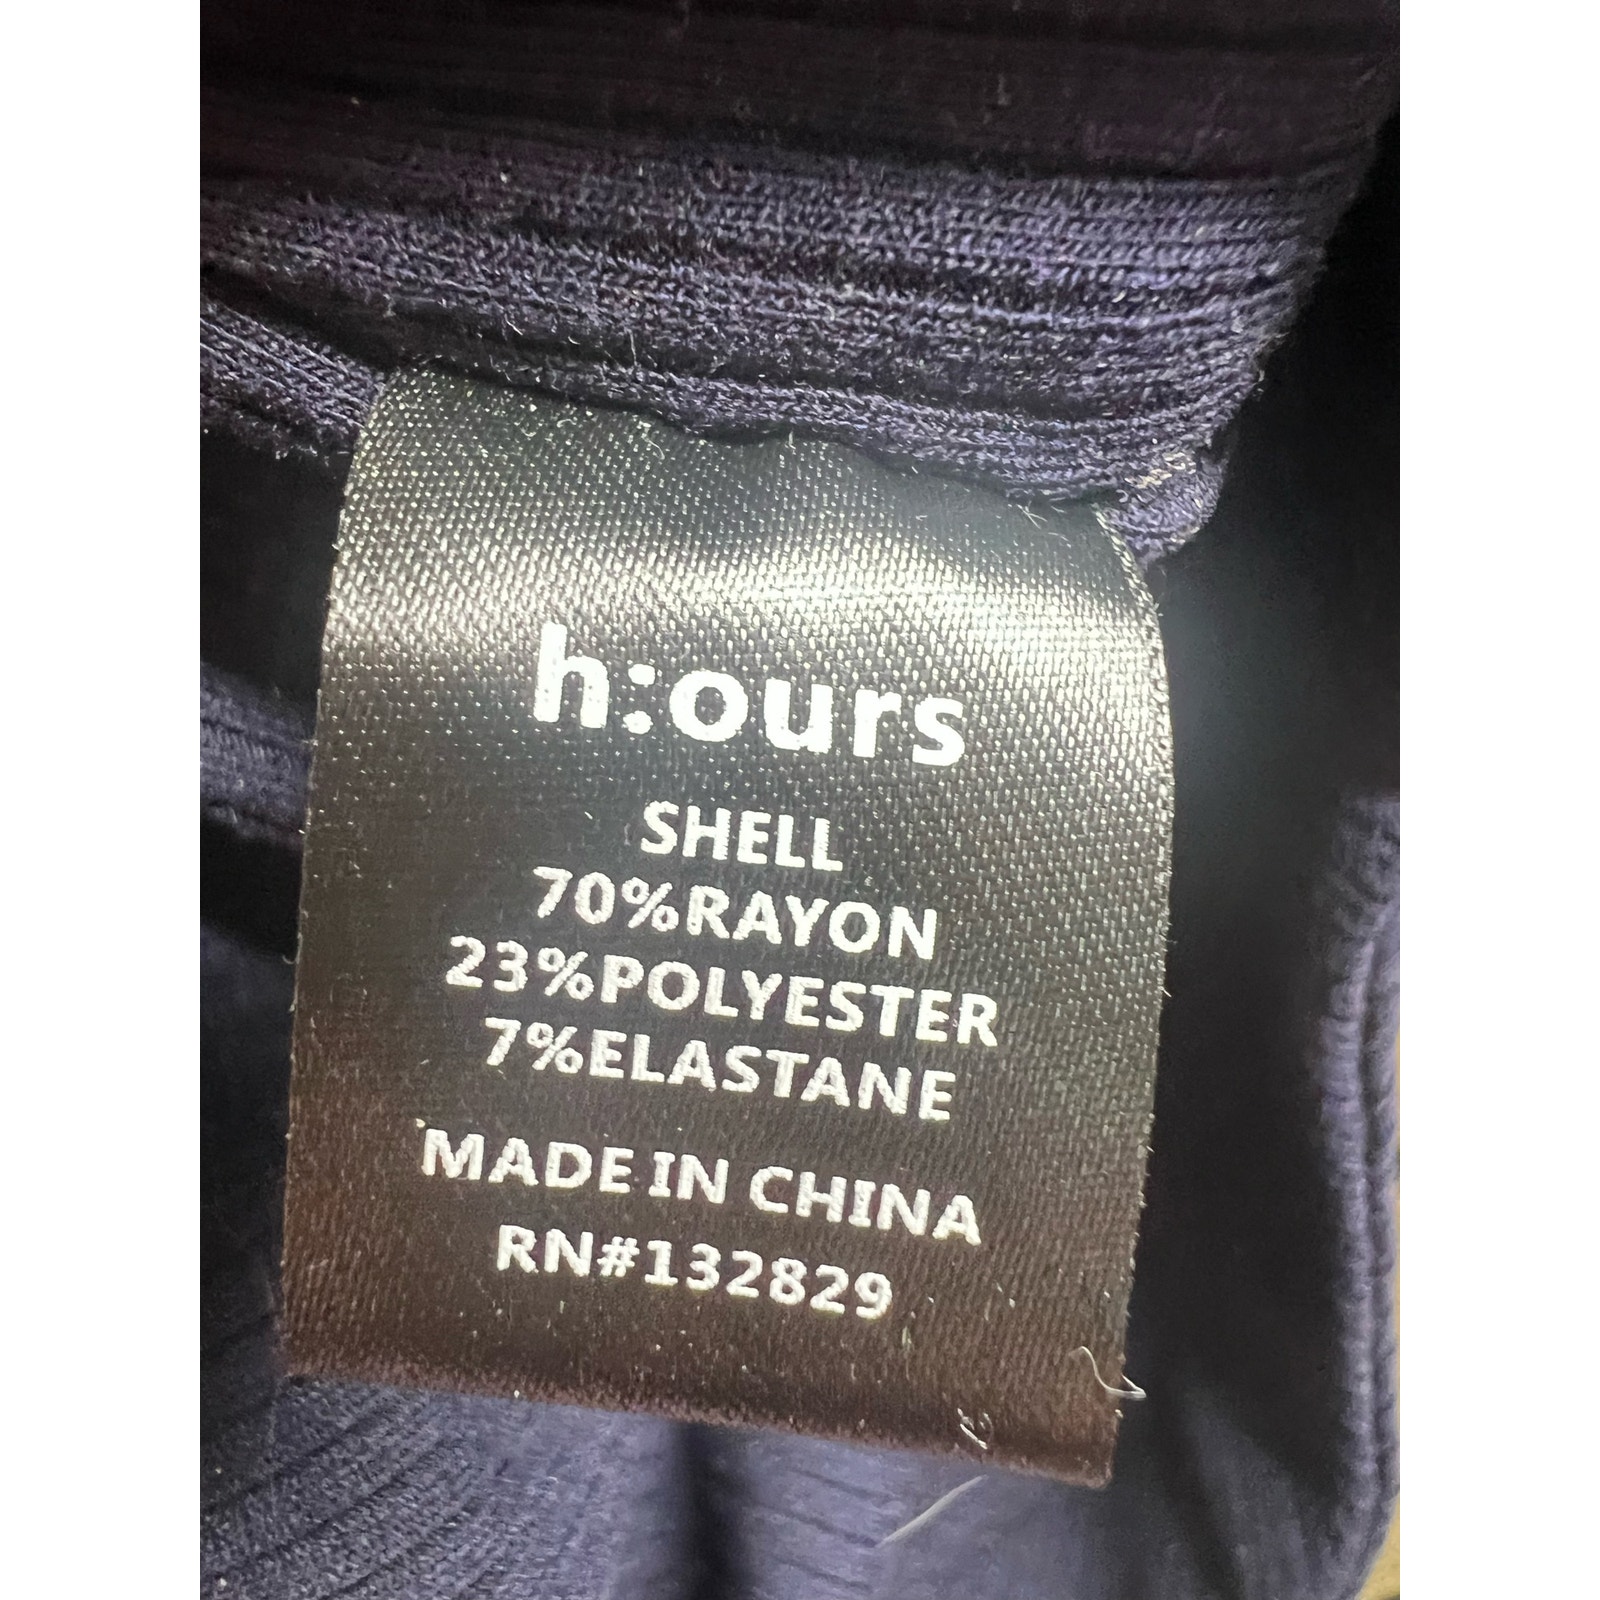 h:ours
SHELL
70%RAYON
23%POLYESTER
7%ELASTANE
MADE IN CHINA
RN#132829